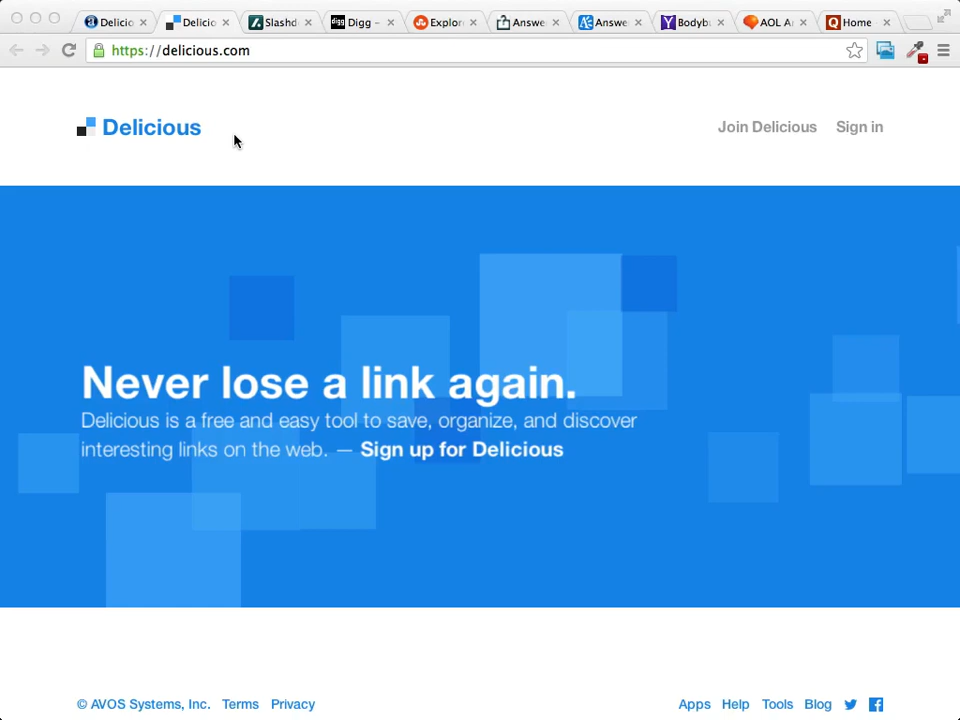 Delicio
Delicio
Slashd
digg
Digg –
Explor
Answe
Answe
Bodybu
AOL A
Home
https://delicious.com
Delicious
Join Delicious
Sign in
Never lose a link again.
Delicious is a free and easy tool to save, organize, and discover
interesting links on the web. — Sign up for Delicious
© AVOS Systems, Inc. Terms Privacy
Apps Help Tools Blog